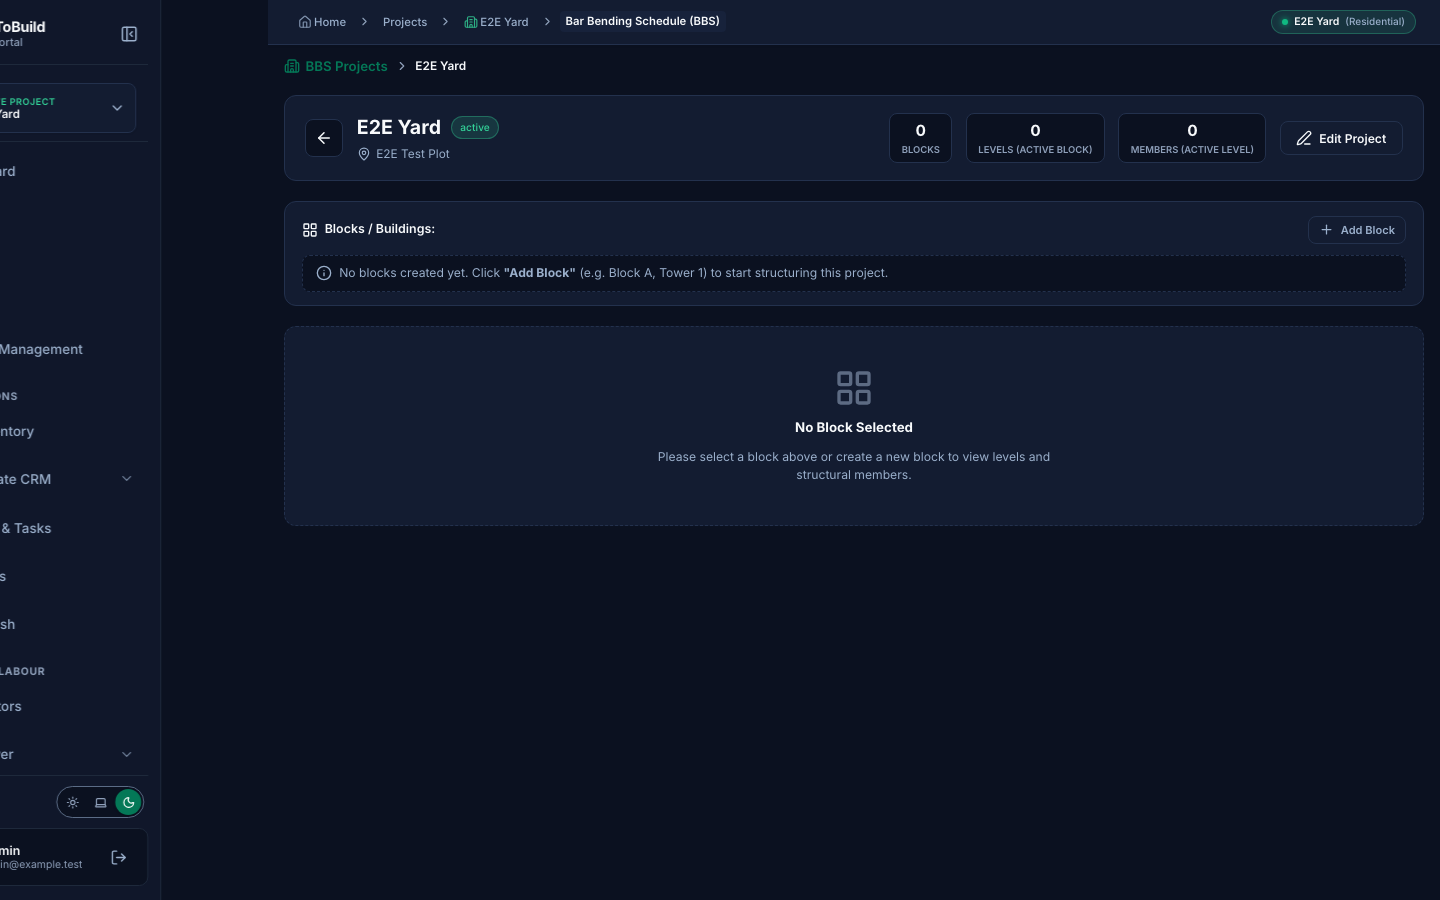 ToBuild
ortal
E PROJECT
Yard
ard
Management
ONS
ntory
ate CRM
& Tasks
s
sh
LABOUR
tors
er
min
in@example.test
Home
Projects
E2E Yard
Bar Bending Schedule (BBS)
E2E Yard (Residential)
BBS Projects
E2E Yard
E2E Yard active
E2E Test Plot
0
BLOCKS
0
LEVELS (ACTIVE BLOCK)
0
MEMBERS (ACTIVE LEVEL)
Edit Project
Blocks / Buildings:
Add Block
No blocks created yet. Click "Add Block" (e.g. Block A, Tower 1) to start structuring this project.
No Block Selected
Please select a block above or create a new block to view levels and
structural members.